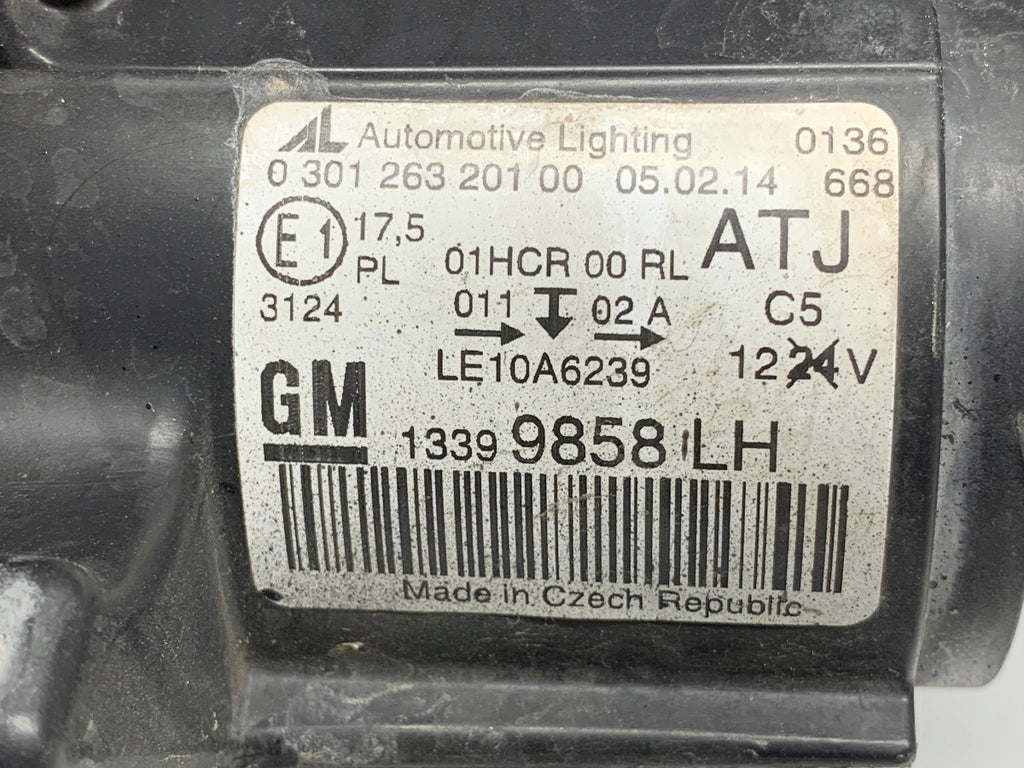 AL Automotive Lighting 0136
0 301 263 201 00 05.02.14 668
E1 17,5 01HCR 00 RL ATJ
PL
3124 011 02 A C5
LE10A6239 12 24 V
GM 1339 9858 LH
Made in Czech Republic